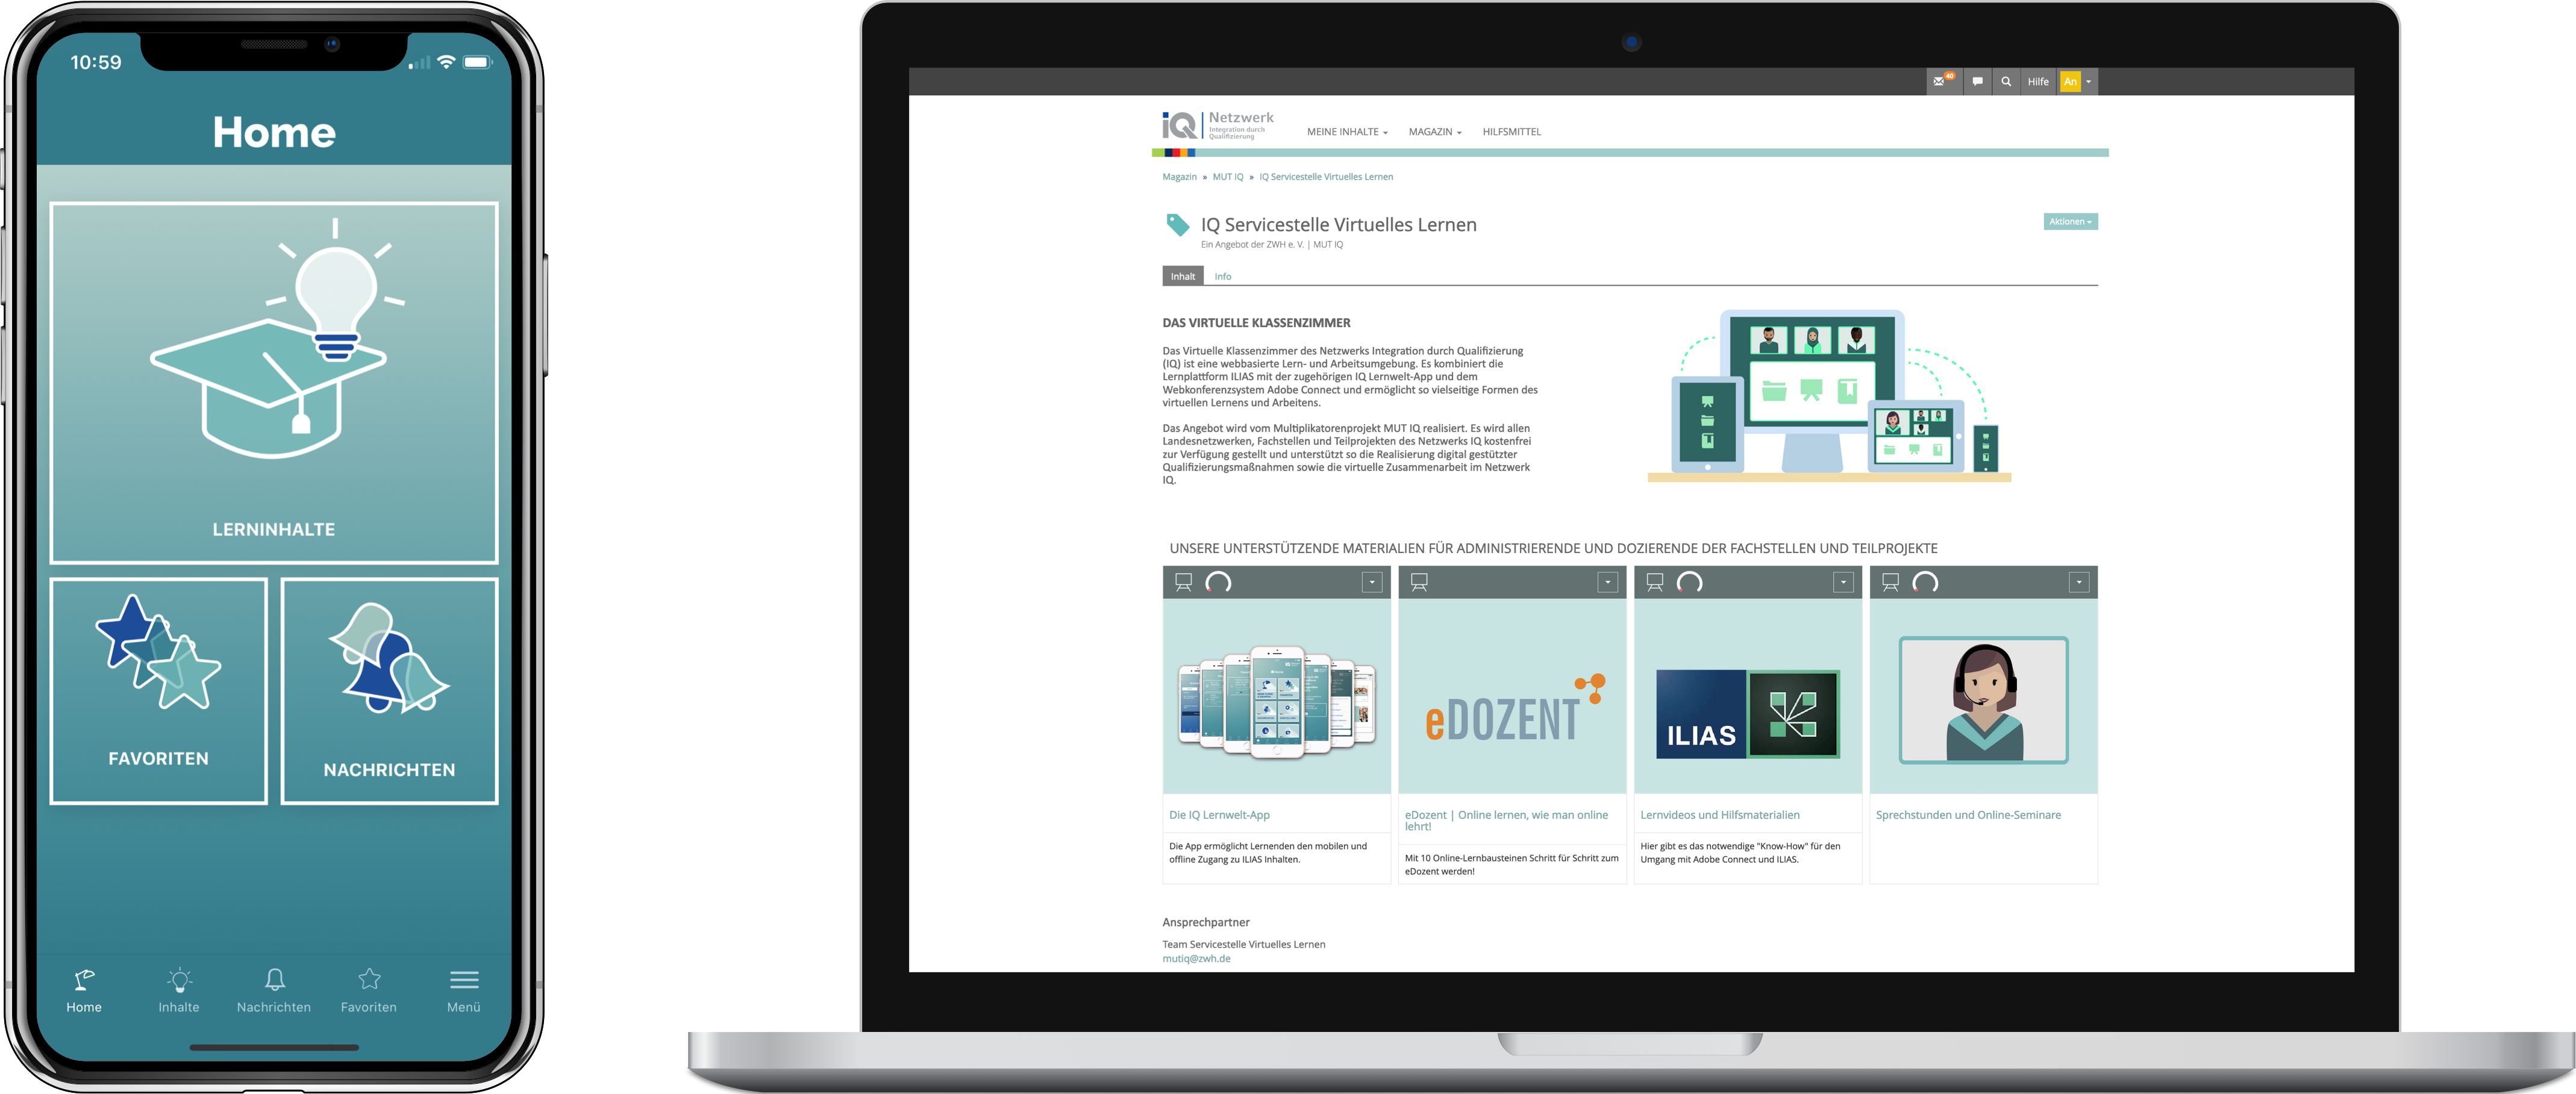 10:59
Home
LERNINHALTE
FAVORITEN
NACHRICHTEN
Home
Inhalte
Nachrichten
Favoriten
Menü
40
Hilfe
An
iQ
Netzwerk
Integration durch
Qualifizierung
MEINE INHALTE
MAGAZIN
HILFSMITTEL
Magazin » MUT IQ » IQ Servicestelle Virtuelles Lernen
IQ Servicestelle Virtuelles Lernen
Ein Angebot der ZWH e. V. | MUT IQ
Aktionen
Inhalt
Info
DAS VIRTUELLE KLASSENZIMMER
Das Virtuelle Klassenzimmer des Netzwerks Integration durch Qualifizierung
(IQ) ist eine webbasierte Lern- und Arbeitsumgebung. Es kombiniert die
Lernplattform ILIAS mit der zugehörigen IQ Lernwelt-App und dem
Webkonferenzsystem Adobe Connect und ermöglicht so vielseitige Formen des
virtuellen Lernens und Arbeitens.
Das Angebot wird vom Multiplikatorenprojekt MUT IQ realisiert. Es wird allen
Landesnetzwerken, Fachstellen und Teilprojekten des Netzwerks IQ kostenfrei
zur Verfügung gestellt und unterstützt so die Realisierung digital gestützter
Qualifizierungsmaßnahmen sowie die virtuelle Zusammenarbeit im Netzwerk
IQ.
UNSERE UNTERSTÜTZENDE MATERIALIEN FÜR ADMINISTRIERENDE UND DOZIERENDE DER FACHSTELLEN UND TEILPROJEKTE
eDOZENT
ILIAS
Die IQ Lernwelt-App
Die App ermöglicht Lernenden den mobilen und
offline Zugang zu ILIAS Inhalten.
eDozent | Online lernen, wie man online
lehrt!
Mit 10 Online-Lernbausteinen Schritt für Schritt zum
eDozent werden!
Lernvideos und Hilfsmaterialien
Hier gibt es das notwendige "Know-How" für den
Umgang mit Adobe Connect und ILIAS.
Sprechstunden und Online-Seminare
Ansprechpartner
Team Servicestelle Virtuelles Lernen
mutiq@zwh.de